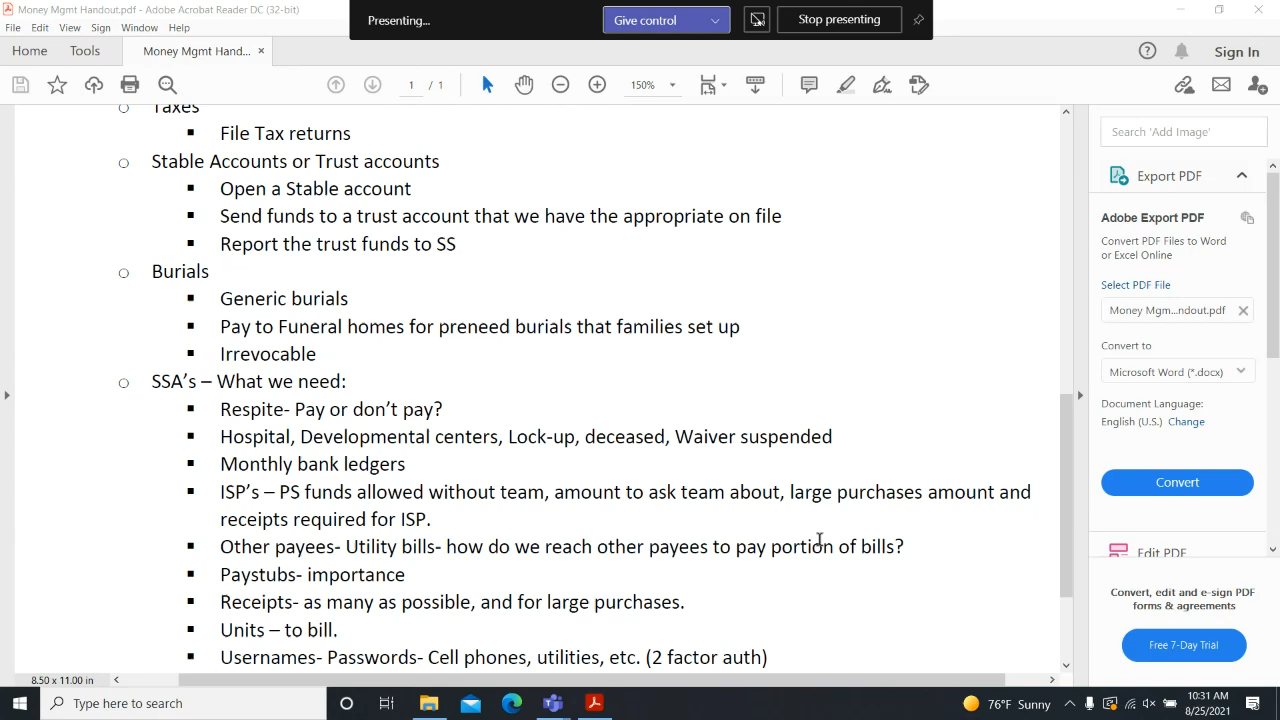 Money Mgmt Handout.pdf - Adobe Acrobat Reader DC (32-bit)
Presenting...
Give control
Stop presenting
File Edit View Sign Window Help
Home Tools Money Mgmt Hand... × Sign In
1 / 1 150%
Taxes
File Tax returns
Stable Accounts or Trust accounts
Open a Stable account
Send funds to a trust account that we have the appropriate on file
Report the trust funds to SS
Burials
Generic burials
Pay to Funeral homes for preneed burials that families set up
Irrevocable
SSA's – What we need:
Respite- Pay or don't pay?
Hospital, Developmental centers, Lock-up, deceased, Waiver suspended
Monthly bank ledgers
ISP's – PS funds allowed without team, amount to ask team about, large purchases amount and
receipts required for ISP.
Other payees- Utility bills- how do we reach other payees to pay portion of bills?
Paystubs- importance
Receipts- as many as possible, and for large purchases.
Units – to bill.
Usernames- Passwords- Cell phones, utilities, etc. (2 factor auth)
8.50 x 11.00 in
Search 'Add Image'
Export PDF
Adobe Export PDF
Convert PDF Files to Word
or Excel Online
Select PDF File
Money Mgm...ndout.pdf
Convert to
Microsoft Word (*.docx)
Document Language:
English (U.S.) Change
Convert
Edit PDF
Convert, edit and e-sign PDF
forms & agreements
Free 7-Day Trial
Type here to search
76°F Sunny
10:31 AM
8/25/2021